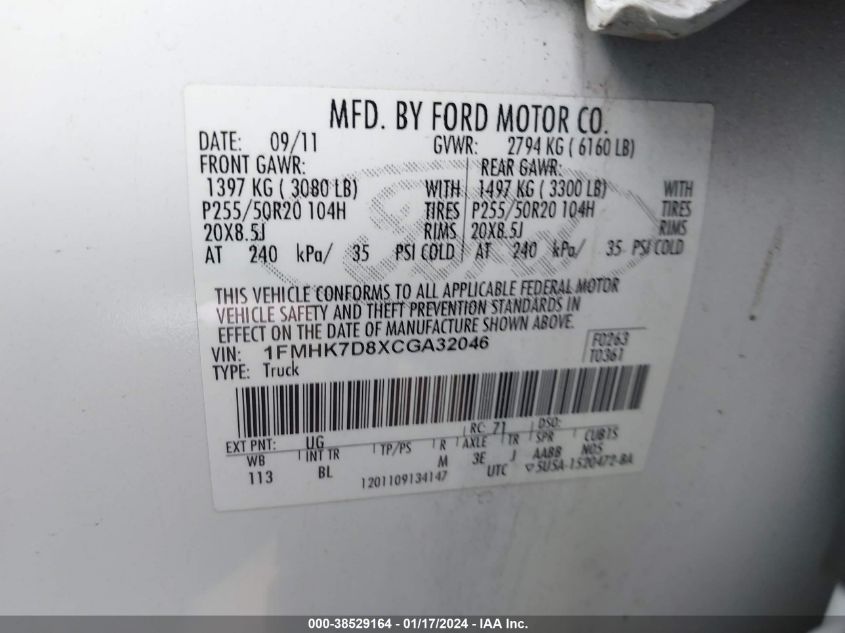 MFD. BY FORD MOTOR CO.
DATE: 09/11 GVWR: 2794 KG ( 6160 LB)
FRONT GAWR: REAR GAWR:
1397 KG ( 3080 LB) WITH 1497 KG ( 3300 LB) WITH
P255/50R20 104H TIRES P255/50R20 104H TIRES
20X8.5J RIMS 20X8.5J RIMS
AT 240 kPa/ 35 PSI COLD AT 240 kPa/ 35 PSI COLD
Ford
THIS VEHICLE CONFORMS TO ALL APPLICABLE FEDERAL MOTOR
VEHICLE SAFETY AND THEFT PREVENTION STANDARDS IN
EFFECT ON THE DATE OF MANUFACTURE SHOWN ABOVE.
VIN: 1FMHK7D8XCGA32046 F0263
TYPE: Truck T0361
EXT PNT: UG RC: 71 DSO:
WB INT TR TP/PS R AXLE TR SPR CUBTS
113 BL M 3E J AABB NOS
1201109134147 UTC ▽5USA-1520472-BA
000-38529164 - 01/17/2024 - IAA Inc.